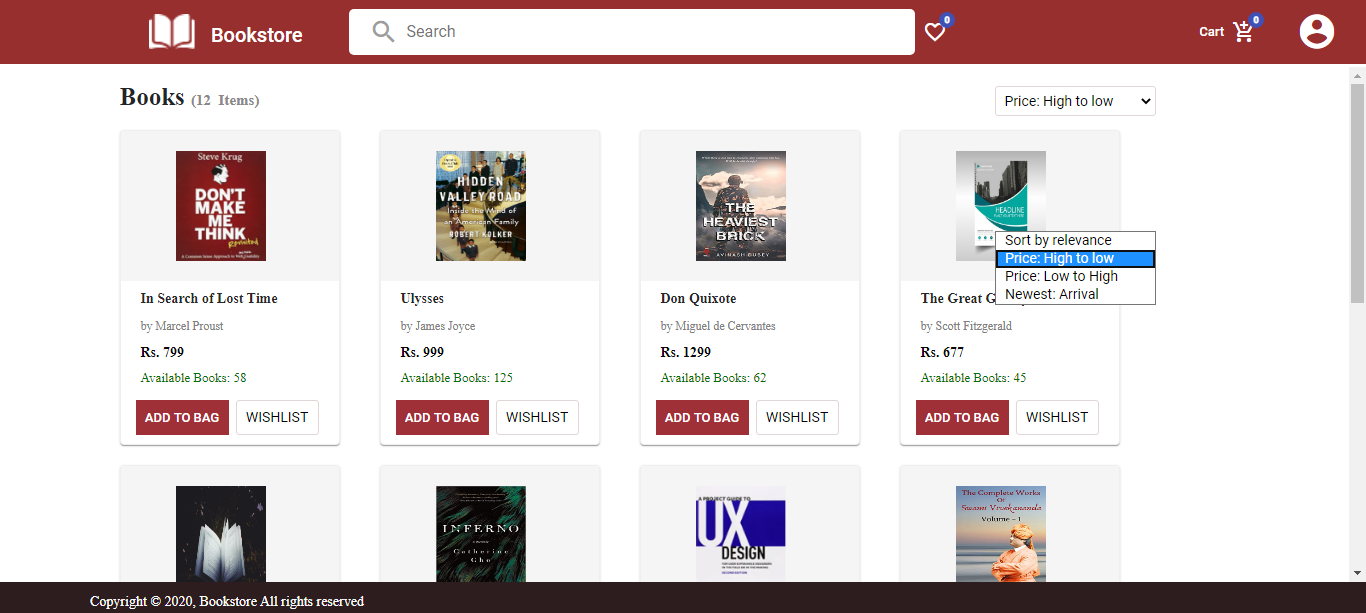 Bookstore
Search
0
Cart
0
Books (12 Items)
Price: High to low
Sort by relevance
Price: High to low
Price: Low to High
Newest: Arrival
Steve Krug
DON'T
MAKE
ME
THINK
Revisited
A Common Sense Approach to Web Usability
HIDDEN
VALLEY ROAD
Inside the Mind of
an American Family
ROBERT KOLKER
THE
HEAVIEST
BRICK
AVINASH DUBEY
HEADLINE
In Search of Lost Time
by Marcel Proust
Rs. 799
Available Books: 58
ADD TO BAG
WISHLIST
Ulysses
by James Joyce
Rs. 999
Available Books: 125
ADD TO BAG
WISHLIST
Don Quixote
by Miguel de Cervantes
Rs. 1299
Available Books: 62
ADD TO BAG
WISHLIST
The Great G
by Scott Fitzgerald
Rs. 677
Available Books: 45
ADD TO BAG
WISHLIST
INFERNO
Catherine
Cho
A PROJECT GUIDE TO
UX
DESIGN
The Complete Works
Of
Swami Vivekananda
Volume - 1
Copyright © 2020, Bookstore All rights reserved